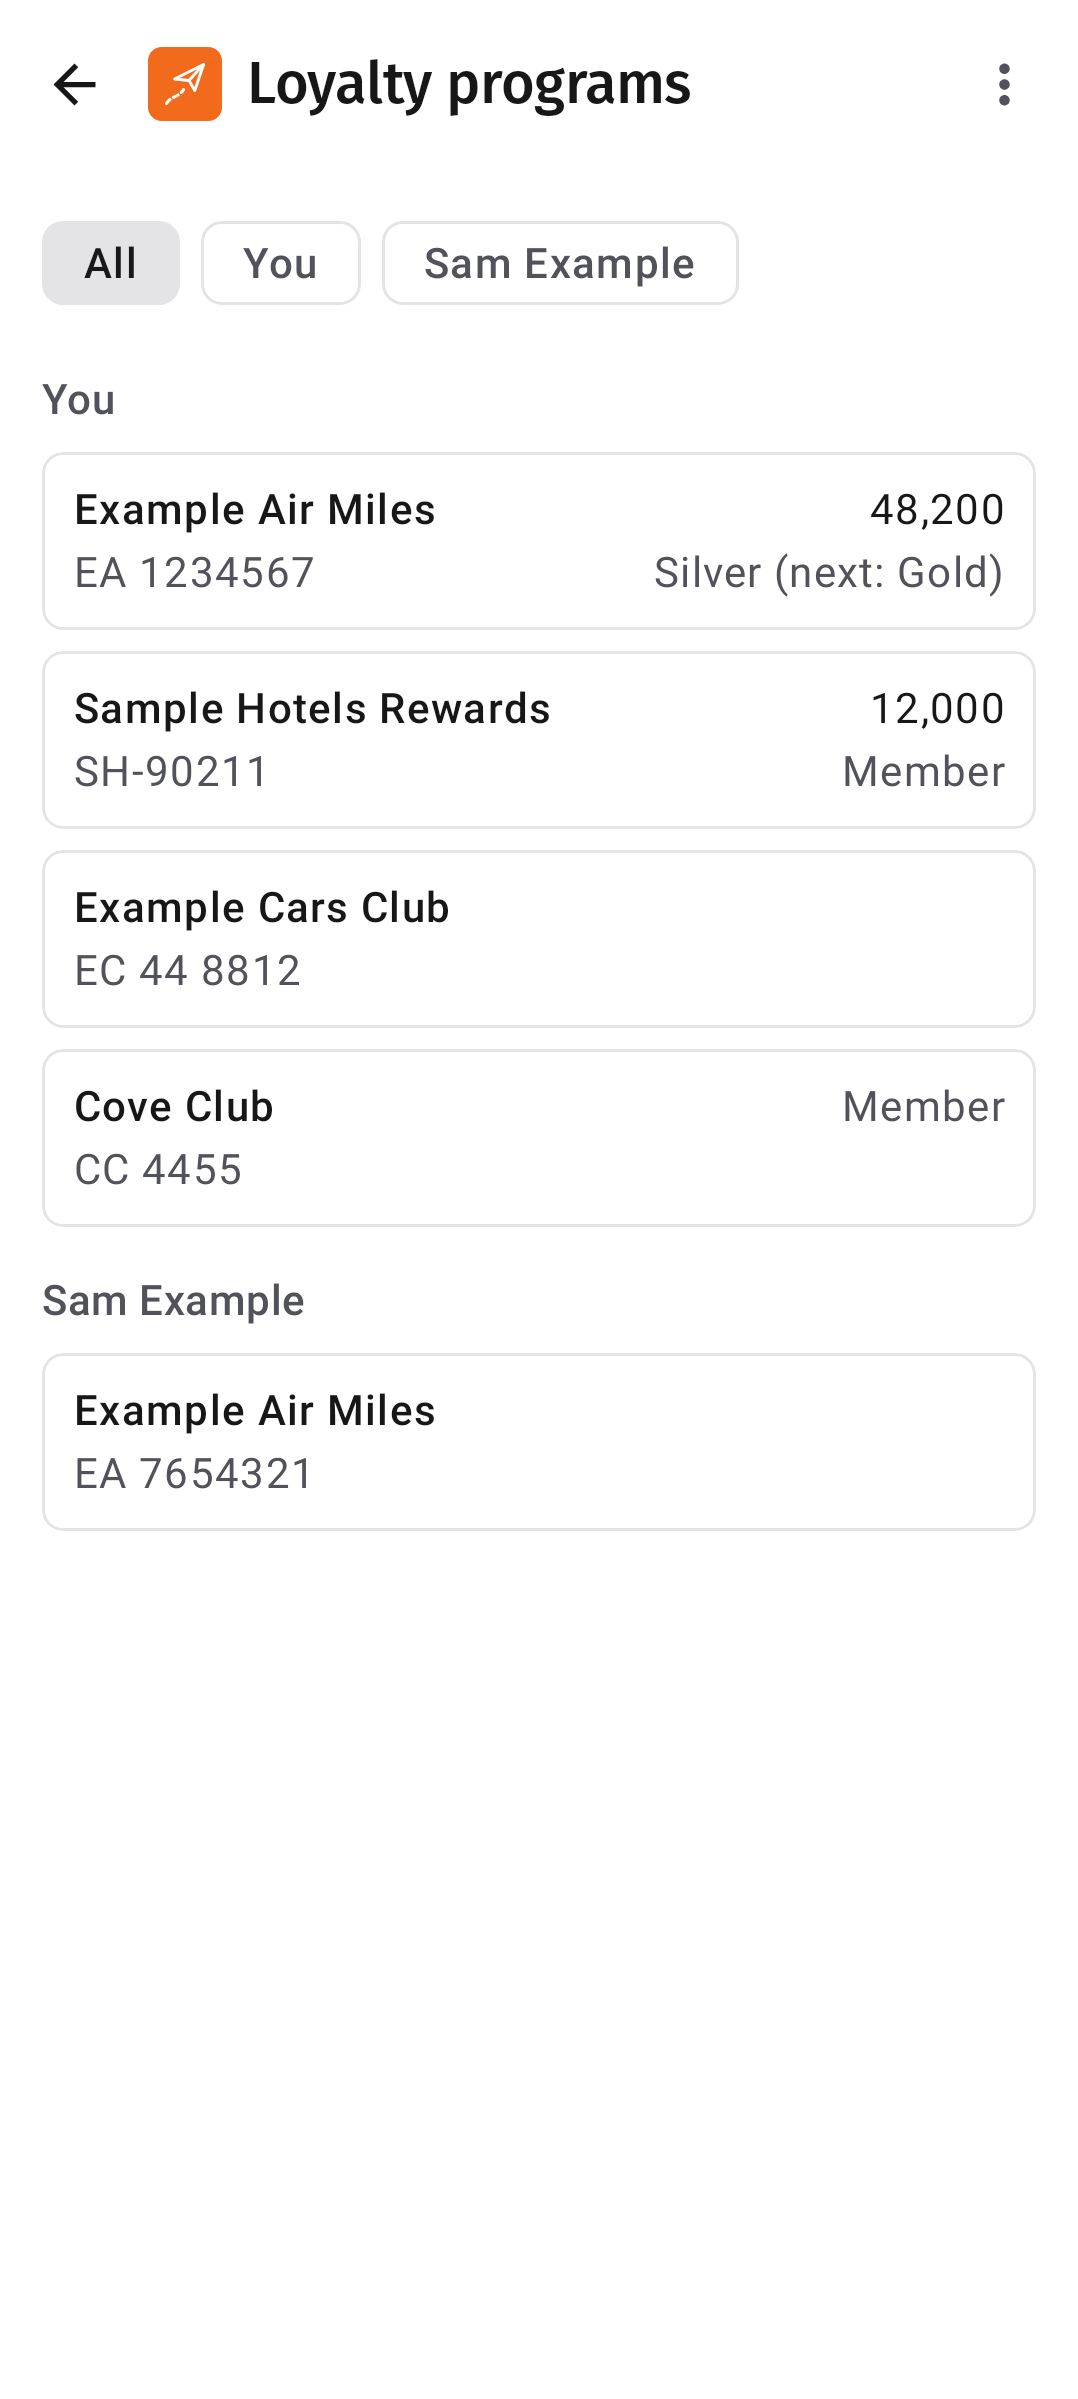 Loyalty programs
All You Sam Example
You
Example Air Miles 48,200
EA 1234567 Silver (next: Gold)
Sample Hotels Rewards 12,000
SH-90211 Member
Example Cars Club
EC 44 8812
Cove Club Member
CC 4455
Sam Example
Example Air Miles
EA 7654321